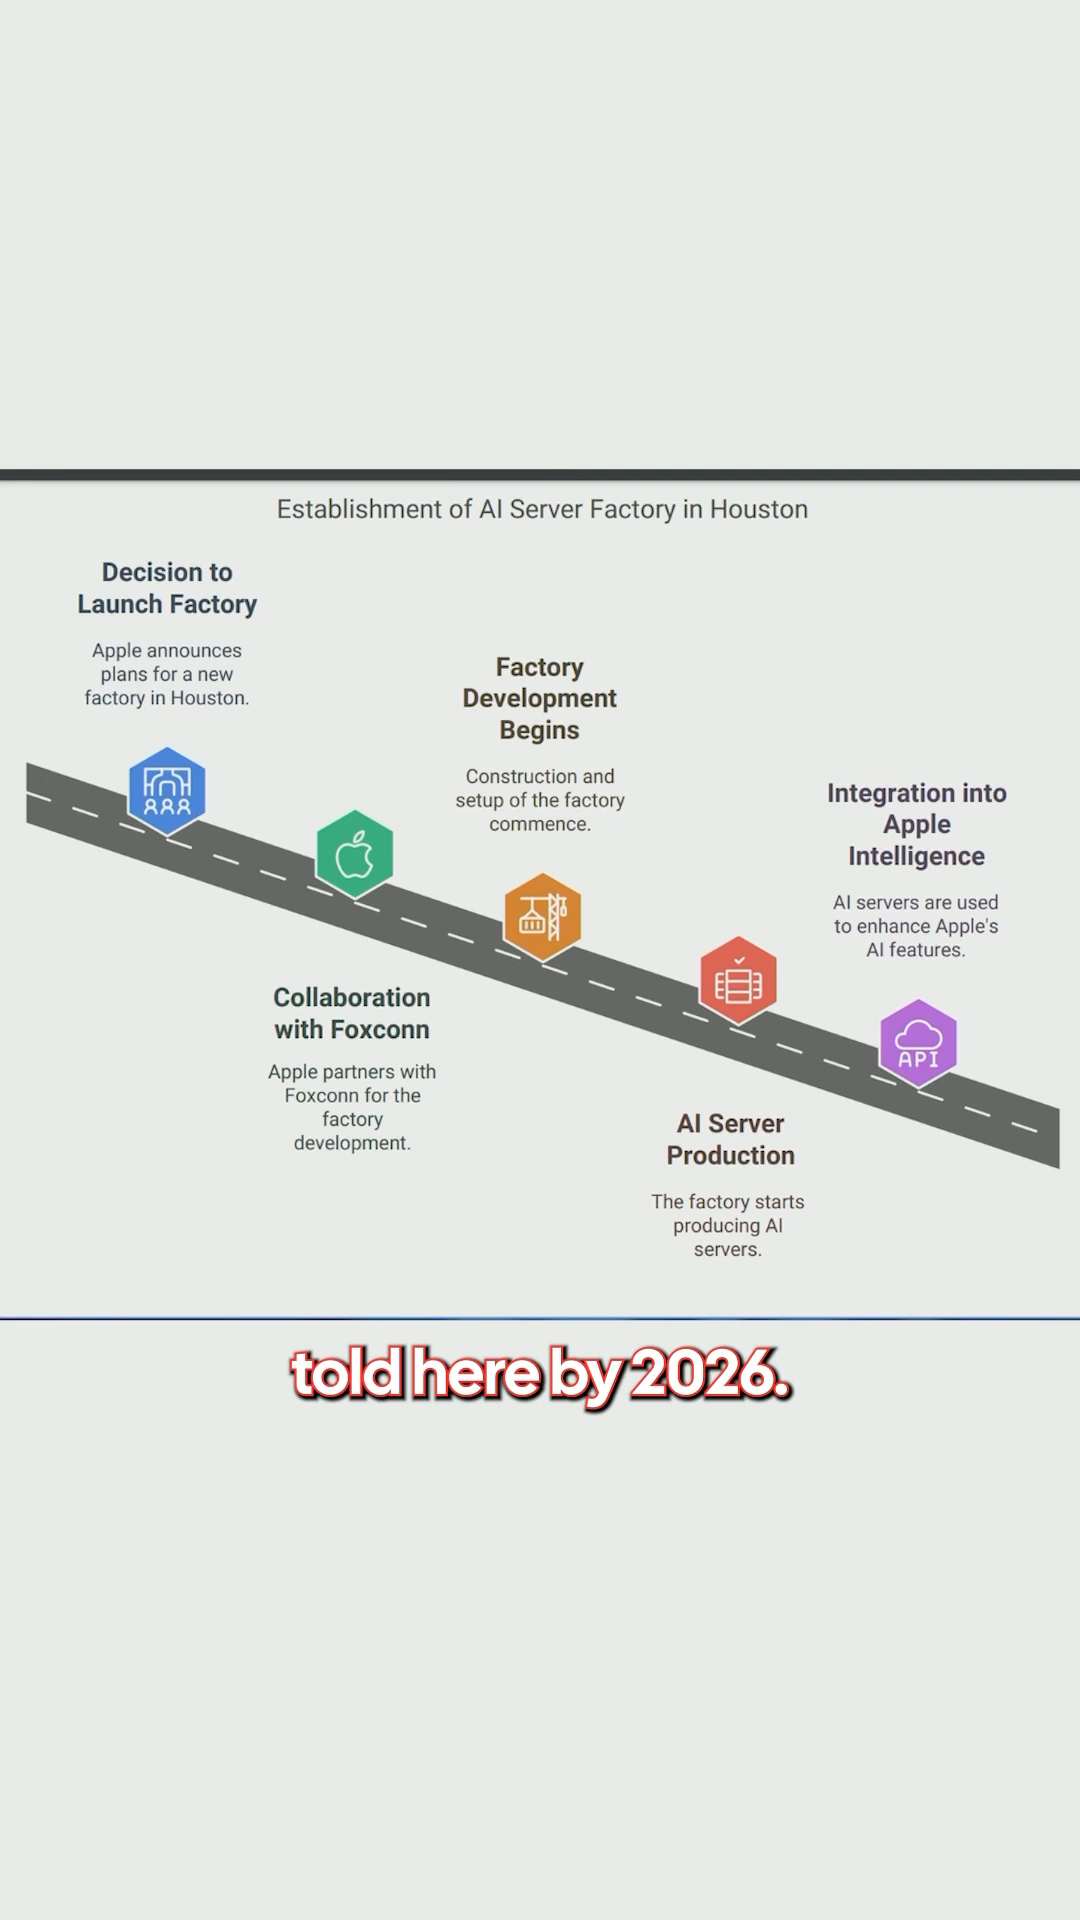 Establishment of AI Server Factory in Houston
Decision to
Launch Factory
Apple announces
plans for a new
factory in Houston.
Collaboration
with Foxconn
Apple partners with
Foxconn for the
factory
development.
Factory
Development
Begins
Construction and
setup of the factory
commence.
AI Server
Production
The factory starts
producing AI
servers.
Integration into
Apple
Intelligence
AI servers are used
to enhance Apple's
AI features.
API
told here by 2026.